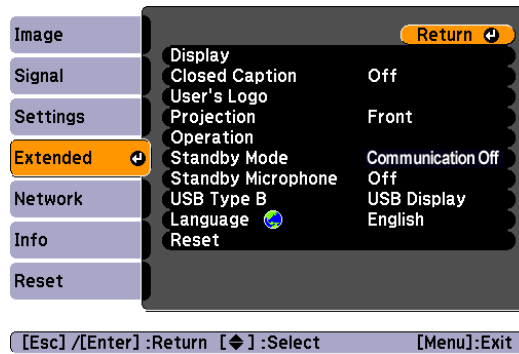 Image
Signal
Settings
Extended
Network
Info
Reset
Return
Display
Closed Caption Off
User's Logo
Projection Front
Operation
Standby Mode Communication Off
Standby Microphone Off
USB Type B USB Display
Language English
Reset
[Esc] /[Enter] :Return [◆] :Select [Menu]:Exit